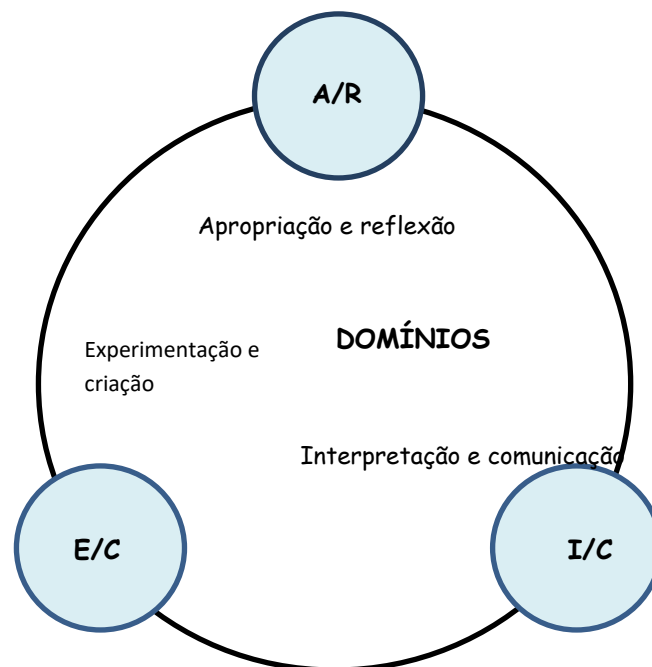 A/R
Apropriação e reflexão
DOMÍNIOS
Experimentação e
criação
Interpretação e comunicação
E/C
I/C